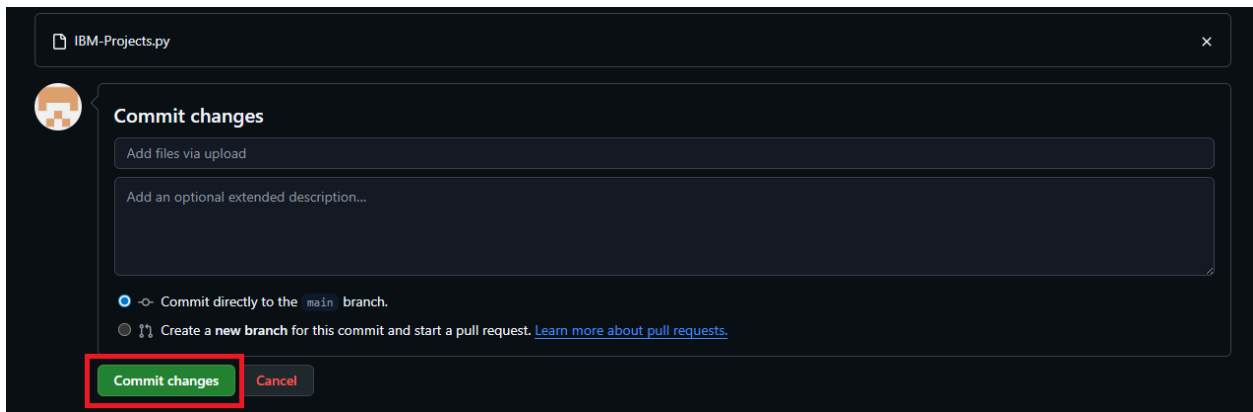 IBM-Projects.py
Commit changes
Add files via upload
Add an optional extended description...
Commit directly to the main branch.
Create a new branch for this commit and start a pull request. Learn more about pull requests.
Commit changes Cancel